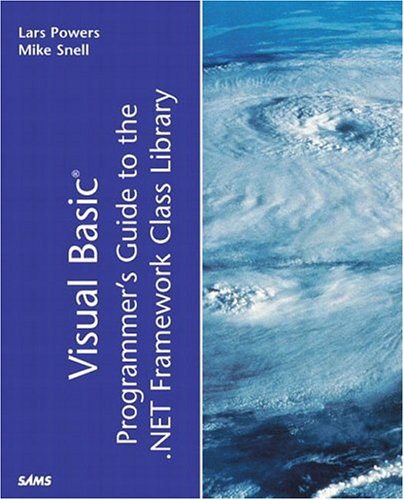 Lars Powers
Mike Snell
Visual Basic®
Programmer's Guide to the
.NET Framework Class Library
SAMS